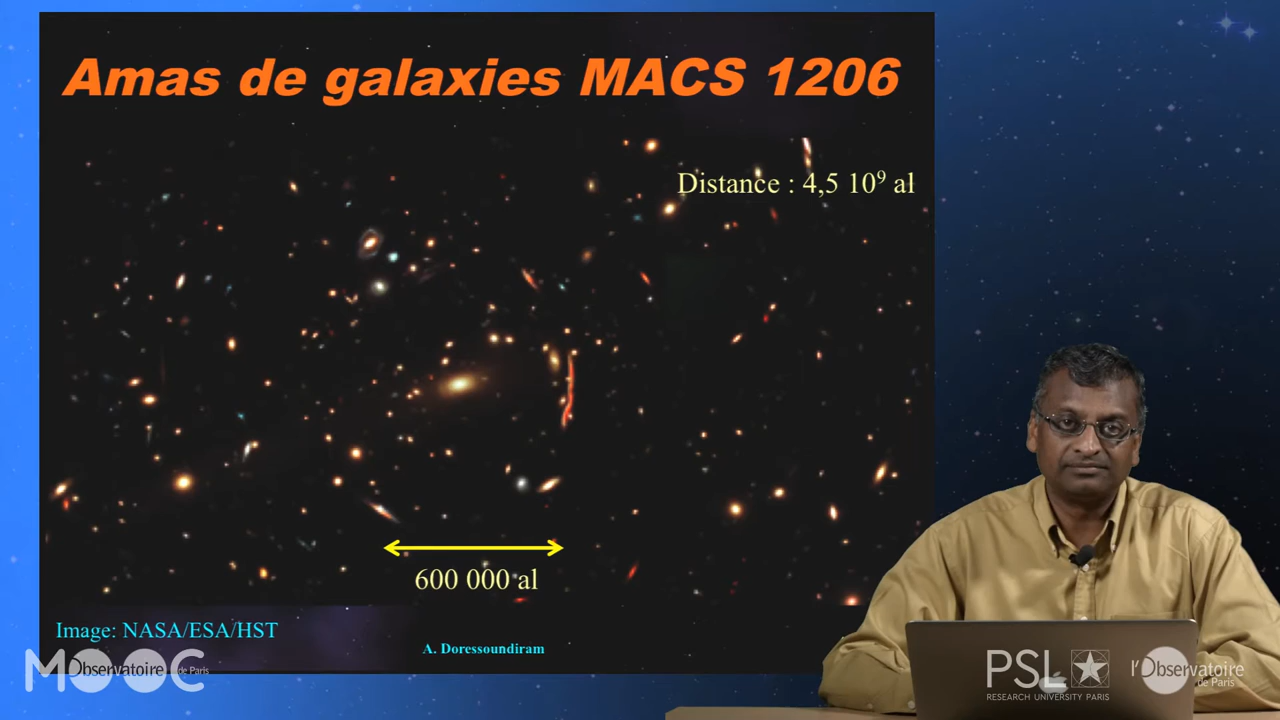 Amas de galaxies MACS 1206
Distance : 4,5 10⁹ al
600 000 al
Image: NASA/ESA/HST
A. Doressoundiram
MOOC
Observatoire de Paris
PSL
RESEARCH UNIVERSITY PARIS
l'Observatoire
de Paris